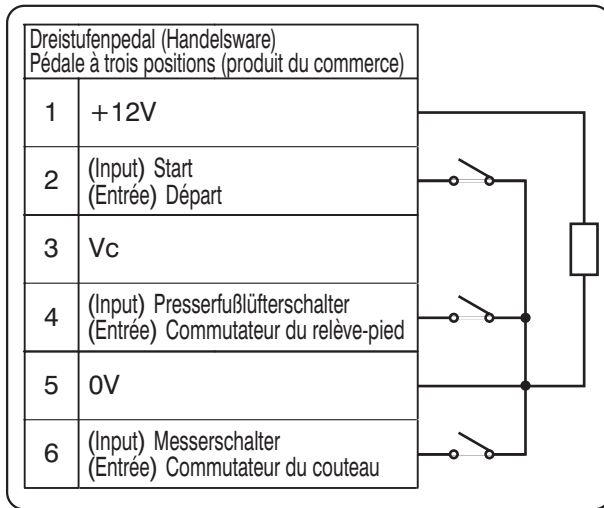 Dreistufenpedal (Handelsware)
Pédale à trois positions (produit du commerce)
1 +12V
2 (Input) Start
(Entrée) Départ
3 Vc
4 (Input) Presserfußlüfterschalter
(Entrée) Commutateur du relève-pied
5 0V
6 (Input) Messerschalter
(Entrée) Commutateur du couteau